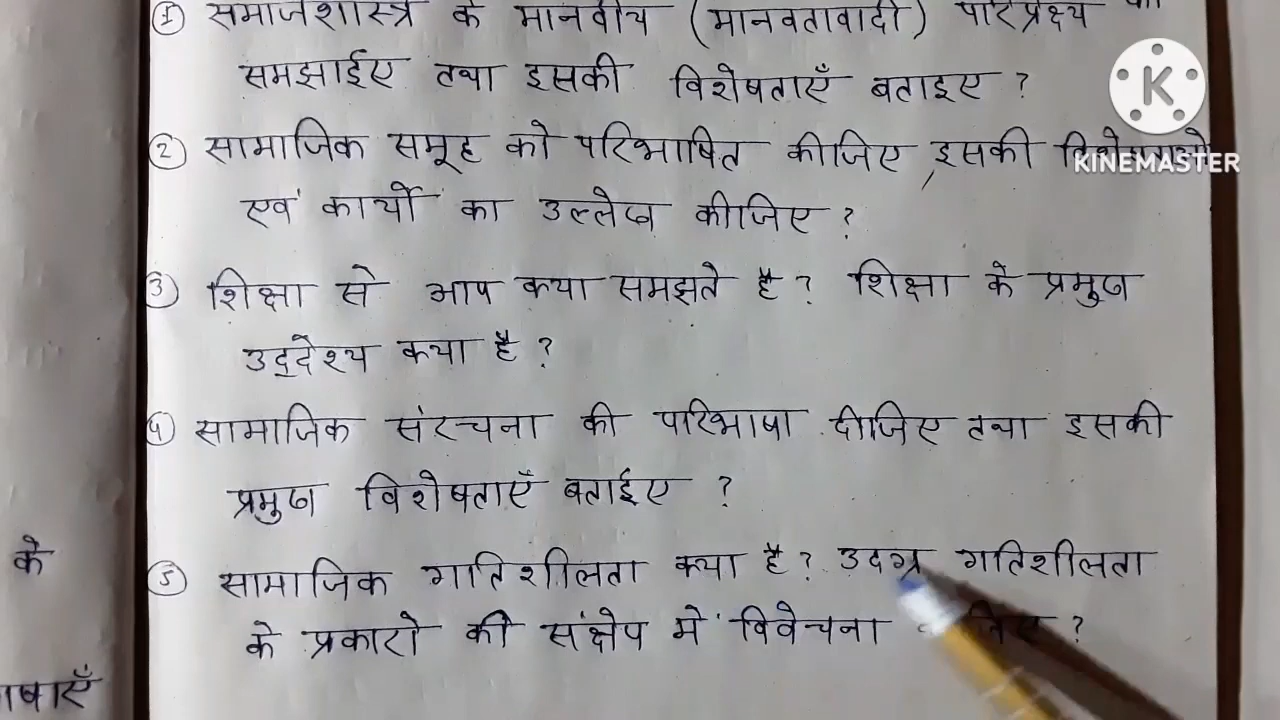 ① समाजशास्त्र के मानवीय (मानवतावादी) परिप्रेक्ष्य को
समझाईए तथा इसकी विशेषताएँ बताइए ?
② सामाजिक समूह को परिभाषित कीजिए, इसकी
एवं कार्यों का उल्लेख कीजिए ?
③ शिक्षा से आप क्या समझते है ? शिक्षा के प्रमुख
उद्देश्य क्या है ?
④ सामाजिक संरचना की परिभाषा दीजिए तथा इसकी
प्रमुख विशेषताएँ बताईए ?
⑤ सामाजिक गतिशीलता क्या है ? उदग्र गतिशीलता
के प्रकारो की संक्षेप में विवेचना ?
के
K
KINEMASTER